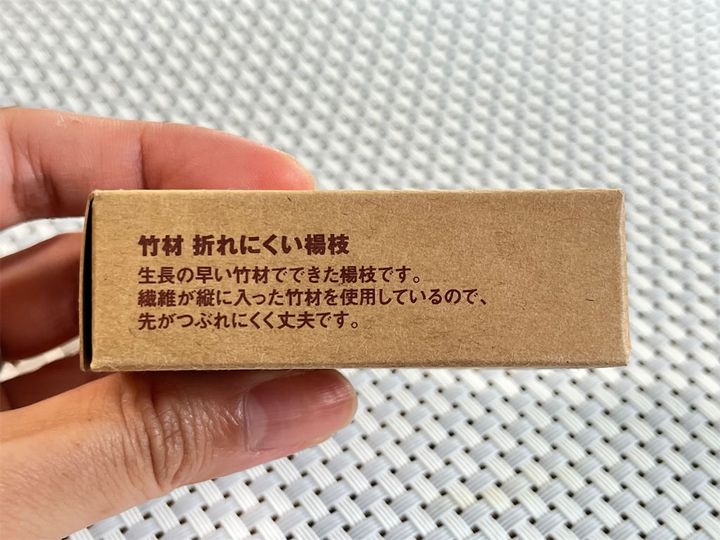 竹材 折れにくい楊枝
生長の早い竹材でできた楊枝です。
繊維が縦に入った竹材を使用しているので、
先がつぶれにくく丈夫です。